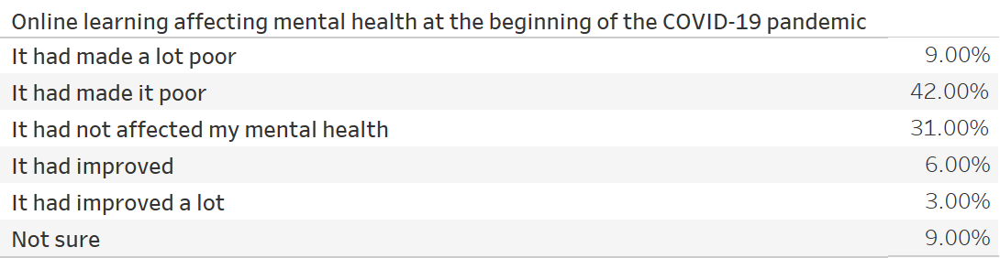 Online learning affecting mental health at the beginning of the COVID-19 pandemic
It had made a lot poor 9.00%
It had made it poor 42.00%
It had not affected my mental health 31.00%
It had improved 6.00%
It had improved a lot 3.00%
Not sure 9.00%